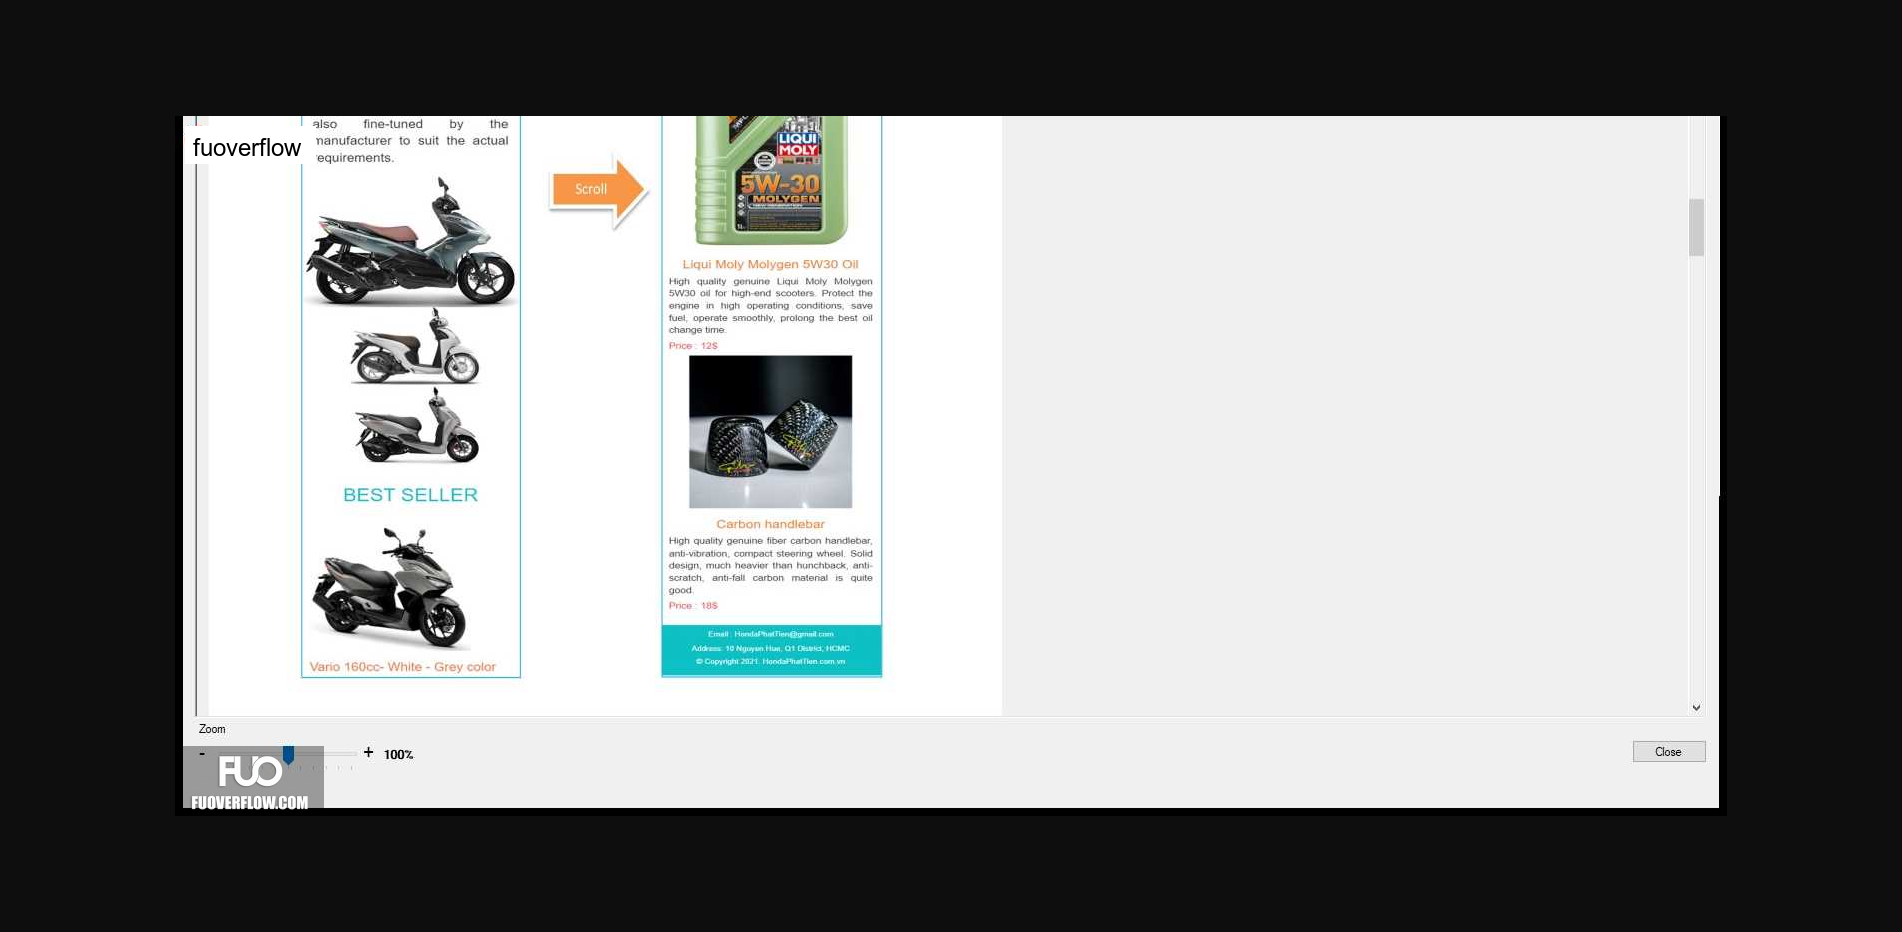 also fine-tuned by the
manufacturer to suit the actual
requirements.
fuoverflow
Scroll
LIQUI
MOLY
5W-30
MOLYGEN
Liqui Moly Molygen 5W30 Oil
High quality genuine Liqui Moly Molygen
5W30 oil for high-end scooters. Protect the
engine in high operating conditions, save
fuel, operate smoothly, prolong the best oil
change time.
Price : 12$
BEST SELLER
Vario 160cc- White - Grey color
Carbon handlebar
High quality genuine fiber carbon handlebar,
anti-vibration, compact steering wheel. Solid
design, much heavier than hunchback, anti-
scratch, anti-fall carbon material is quite
good.
Price : 18$
Email : HondaPhatTien@gmail.com
Address: 10 Nguyen Hue, Q1 District, HCMC
© Copyright 2021. HondaPhatTien.com.vn
Zoom
- + 100%
Close
FUO
FUOVERFLOW.COM